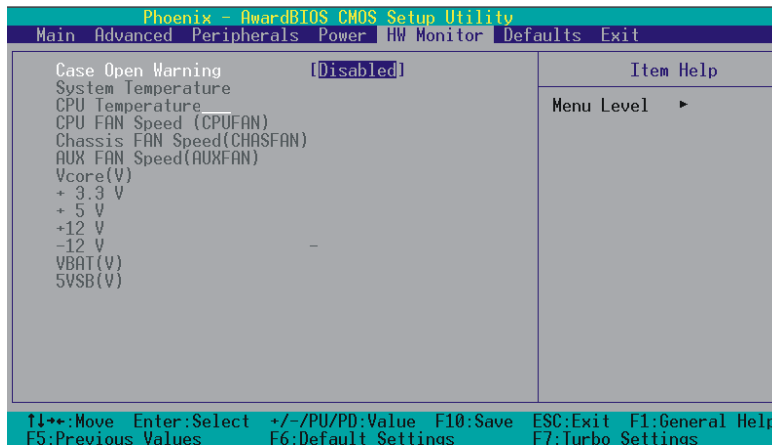 Phoenix - AwardBIOS CMOS Setup Utility
Main Advanced Peripherals Power HW Monitor Defaults Exit
Case Open Warning [Disabled]
Item Help
System Temperature
CPU Temperature
Menu Level ►
CPU FAN Speed (CPUFAN)
Chassis FAN Speed(CHASFAN)
AUX FAN Speed(AUXFAN)
Vcore(V)
+ 3.3 V
+ 5 V
+12 V
-12 V -
VBAT(V)
5VSB(V)
↑↓→←:Move Enter:Select +/-/PU/PD:Value F10:Save ESC:Exit F1:General Help
F5:Previous Values F6:Default Settings F7:Turbo Settings